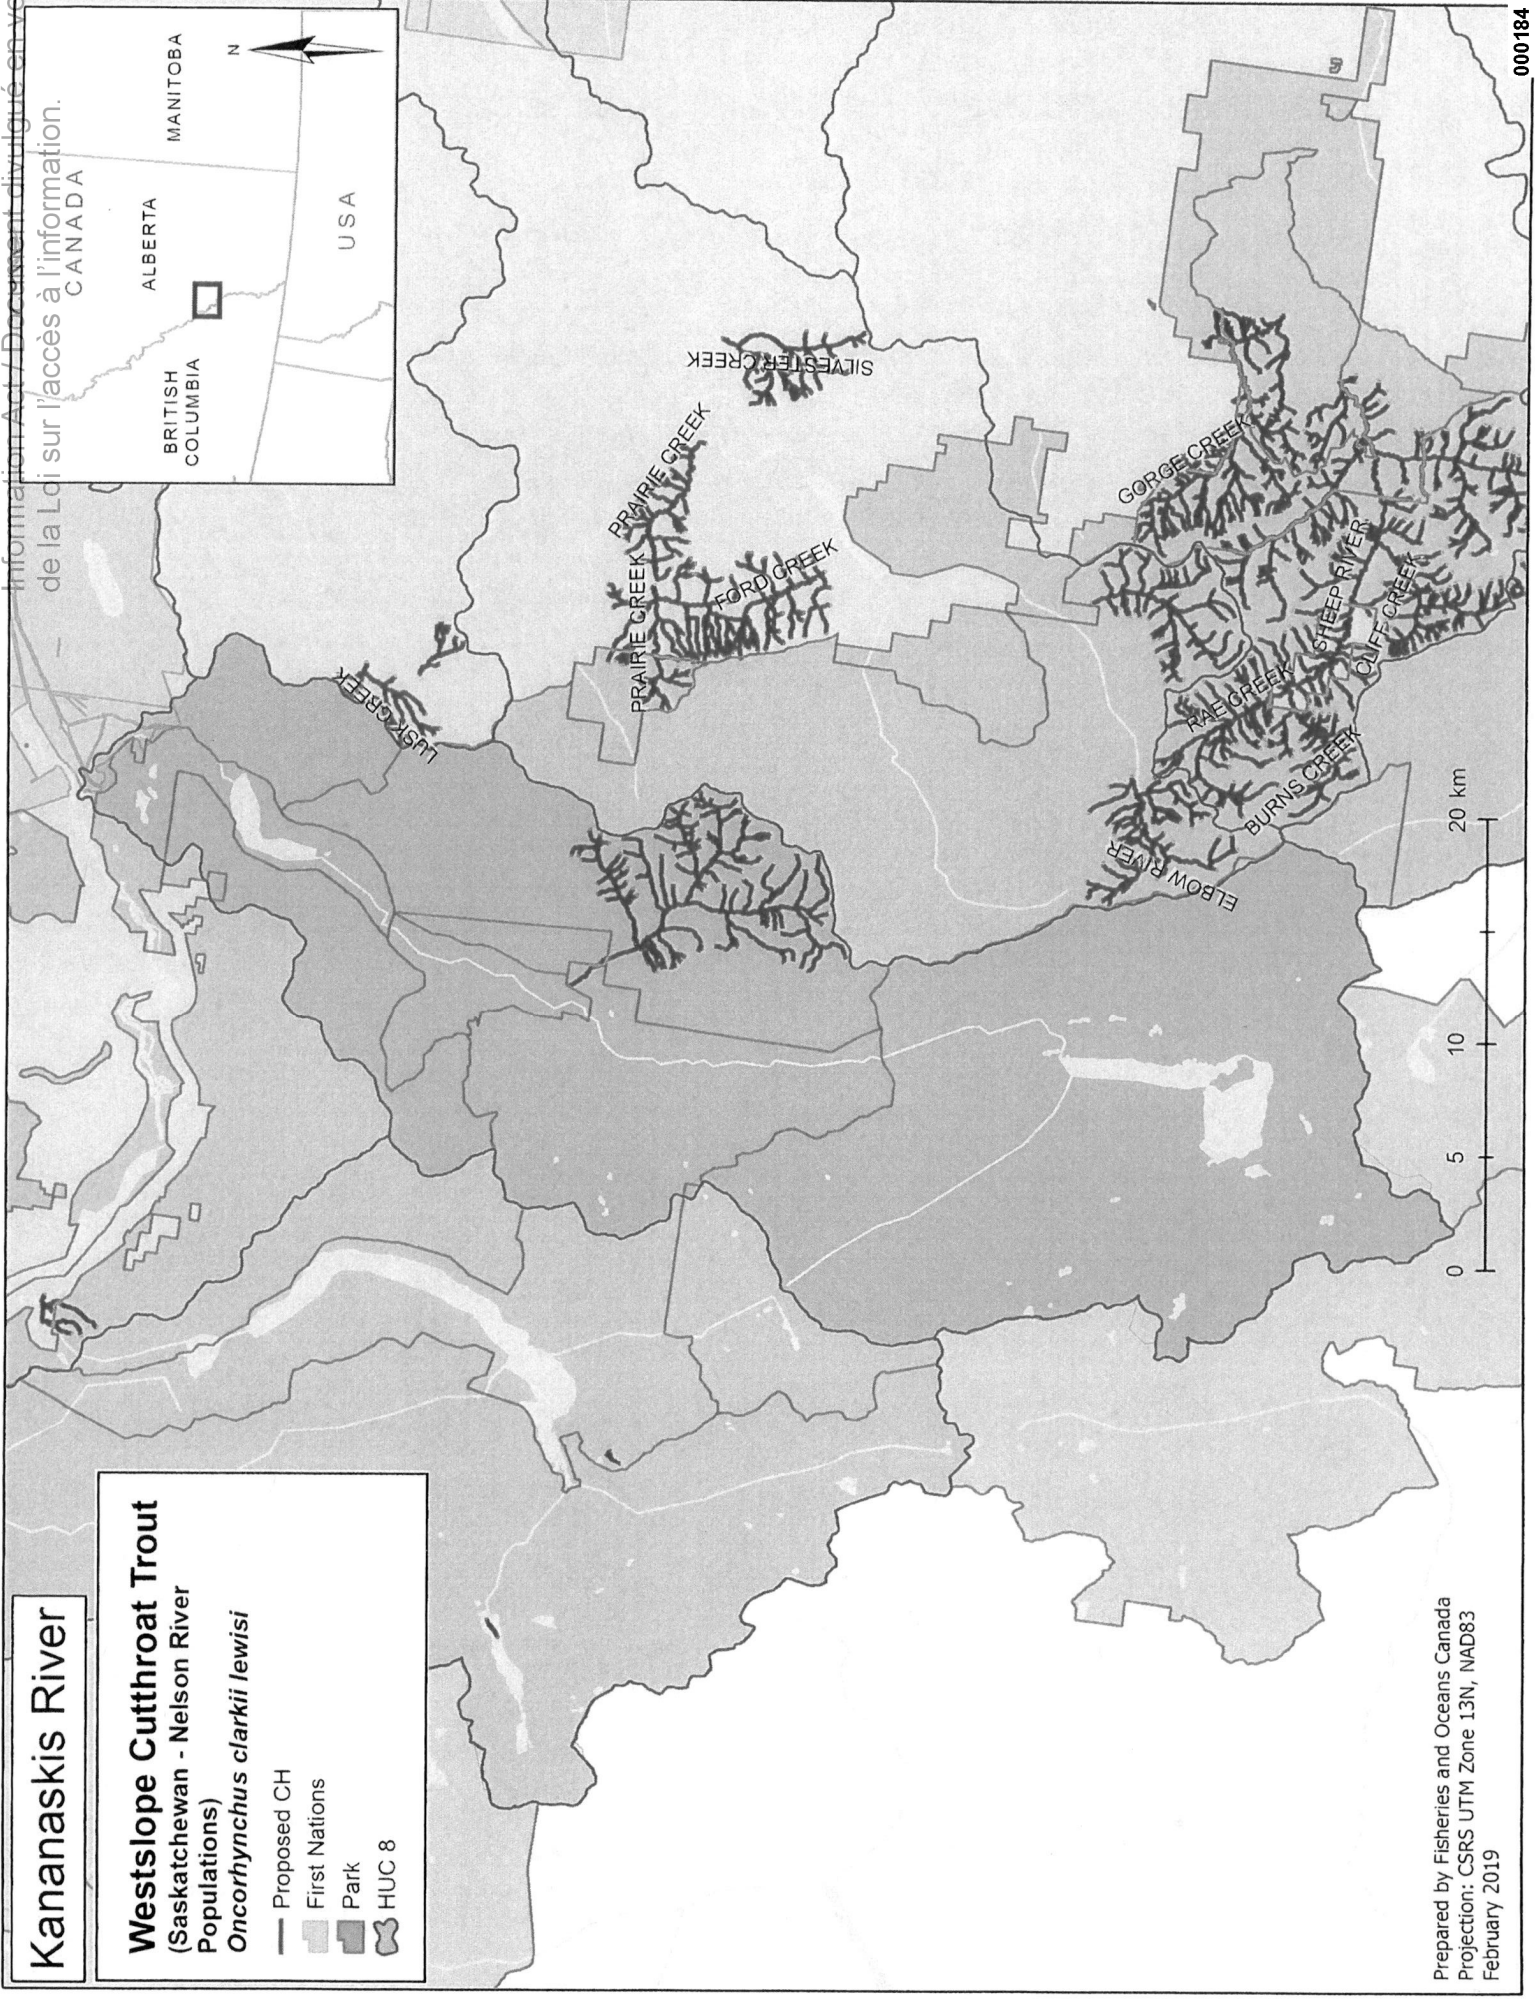 Information Act / Document divulgué en ve
de la Loi sur l'accès à l'information.
Kananaskis River
Westslope Cutthroat Trout
(Saskatchewan - Nelson River
Populations)
Oncorhynchus clarkii lewisi
Proposed CH
First Nations
Park
HUC 8
CANADA
BRITISH
COLUMBIA
ALBERTA
MANITOBA
USA
N
LUSK CREEK
PRAIRIE CREEK
PRAIRIE CREEK
FORD CREEK
SILVESTER CREEK
GORGE CREEK
SHEEP RIVER
CLIFF CREEK
RAE CREEK
BURNS CREEK
ELBOW RIVER
0 5 10 20 km
Prepared by Fisheries and Oceans Canada
Projection: CSRS UTM Zone 13N, NAD83
February 2019
000184